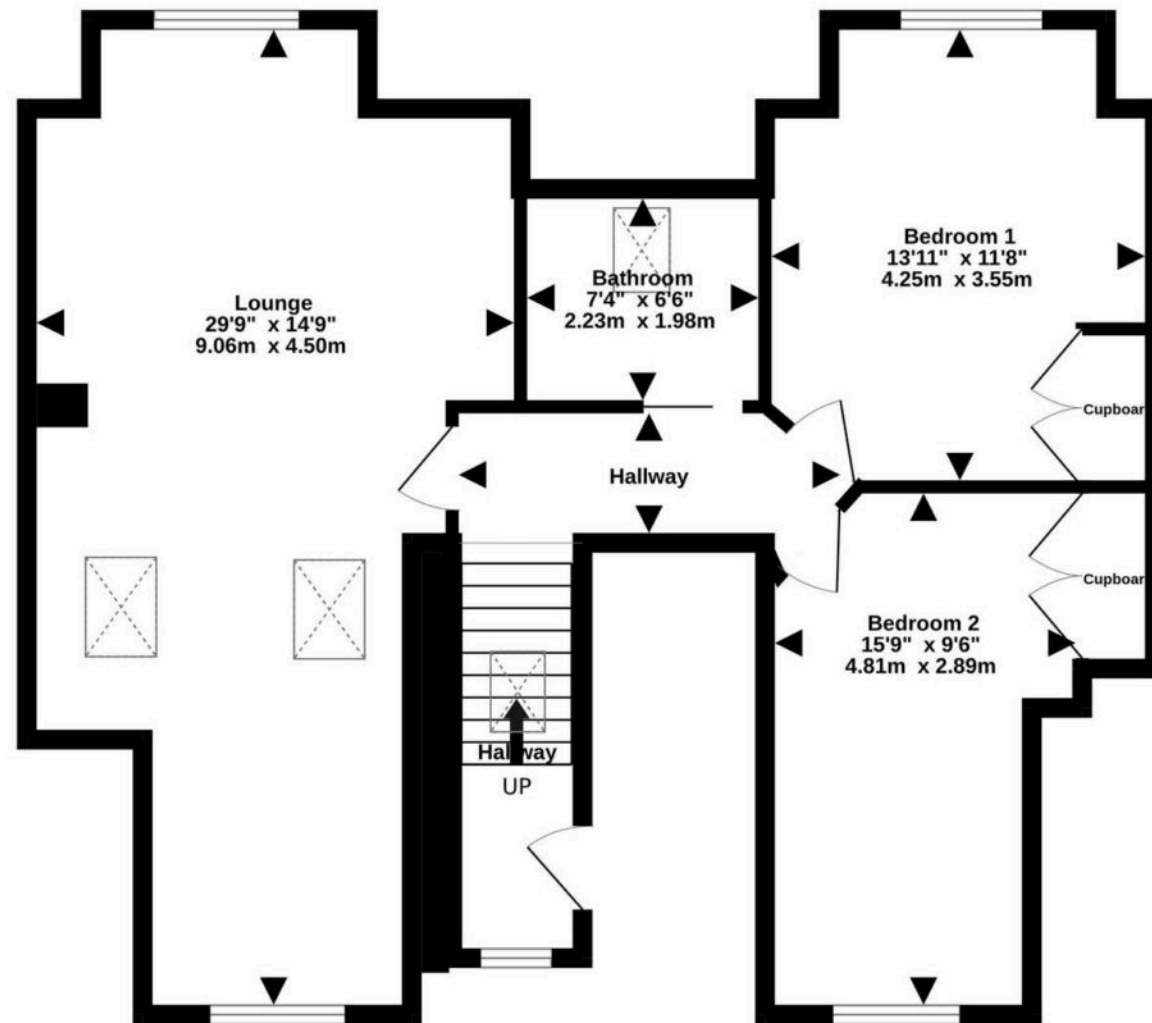 Lounge
29'9" x 14'9"
9.06m x 4.50m
Bathroom
7'4" x 6'6"
2.23m x 1.98m
Bedroom 1
13'11" x 11'8"
4.25m x 3.55m
Cupboar
Hallway
Cupboar
Bedroom 2
15'9" x 9'6"
4.81m x 2.89m
Hallway
UP